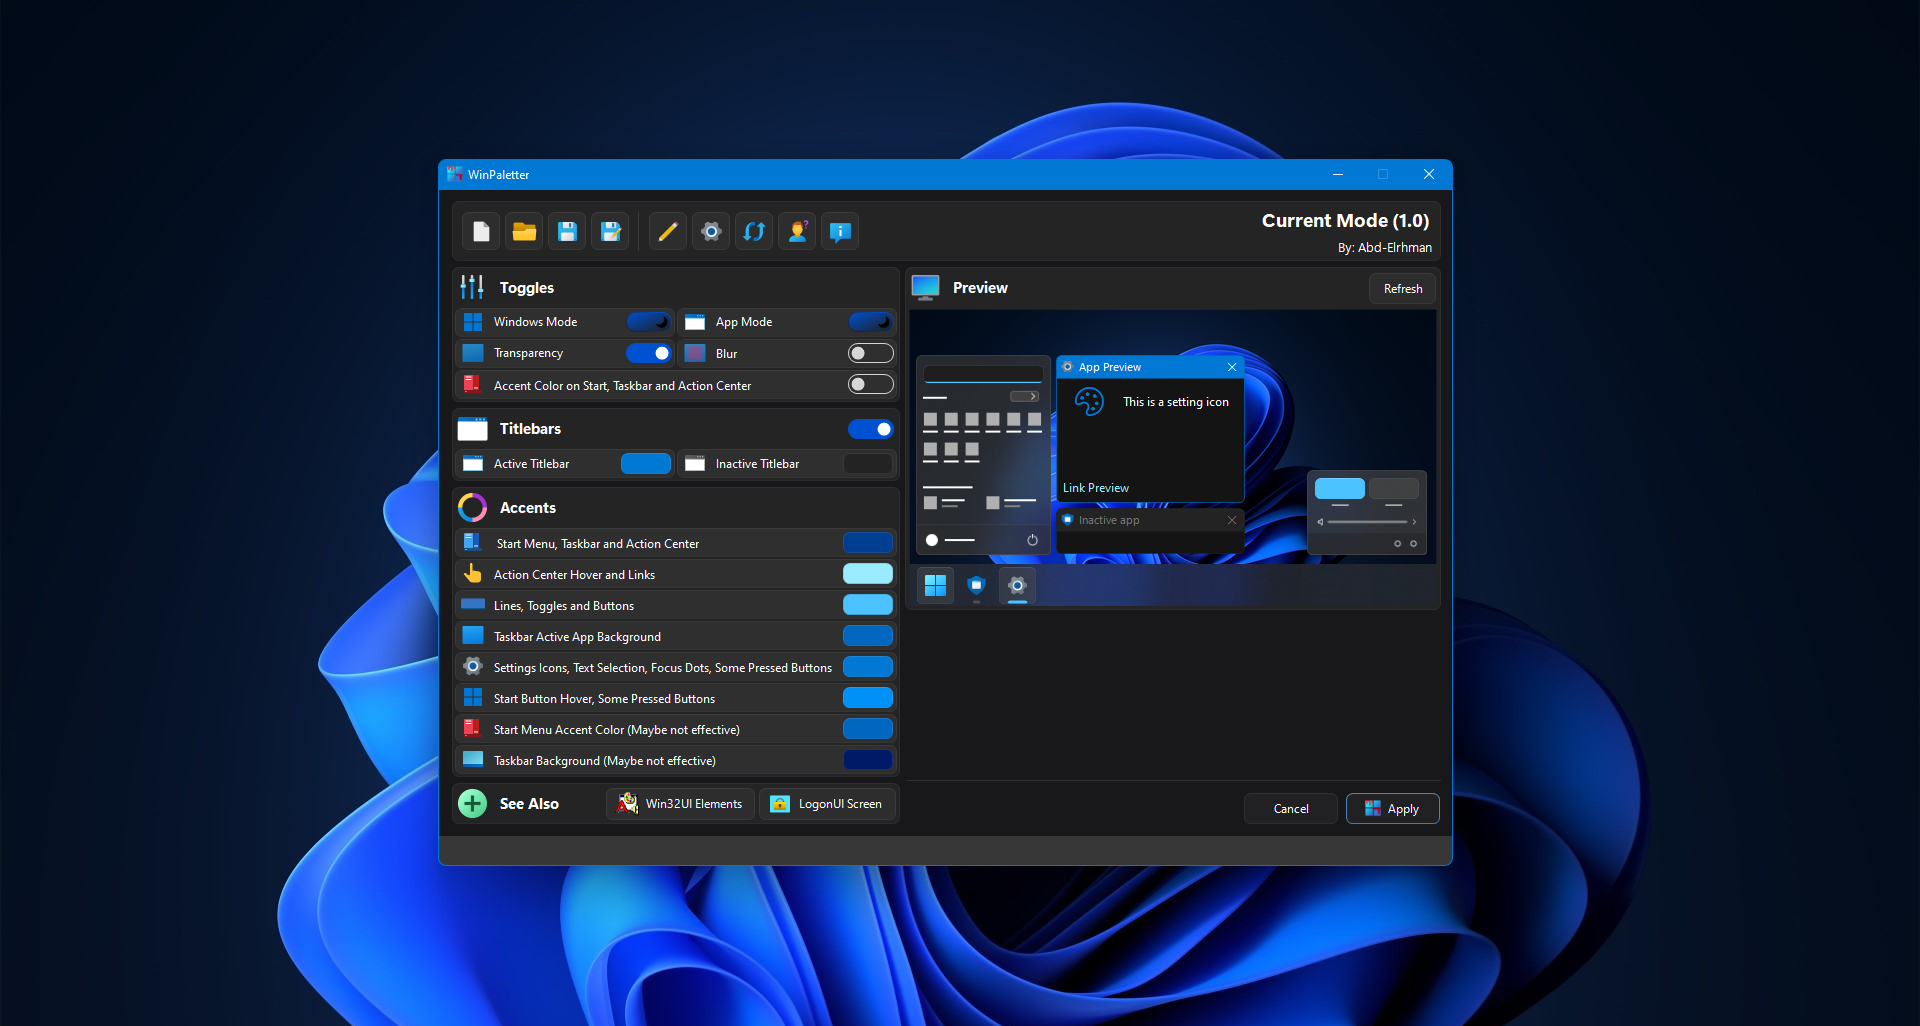 WinPaletter
Current Mode (1.0)
By: Abd-Elrhman
Toggles
Windows Mode
App Mode
Transparency
Blur
Accent Color on Start, Taskbar and Action Center
Titlebars
Active Titlebar
Inactive Titlebar
Accents
Start Menu, Taskbar and Action Center
Action Center Hover and Links
Lines, Toggles and Buttons
Taskbar Active App Background
Settings Icons, Text Selection, Focus Dots, Some Pressed Buttons
Start Button Hover, Some Pressed Buttons
Start Menu Accent Color (Maybe not effective)
Taskbar Background (Maybe not effective)
See Also
Win32UI Elements
LogonUI Screen
Preview
Refresh
App Preview
This is a setting icon
Link Preview
Inactive app
Cancel
Apply